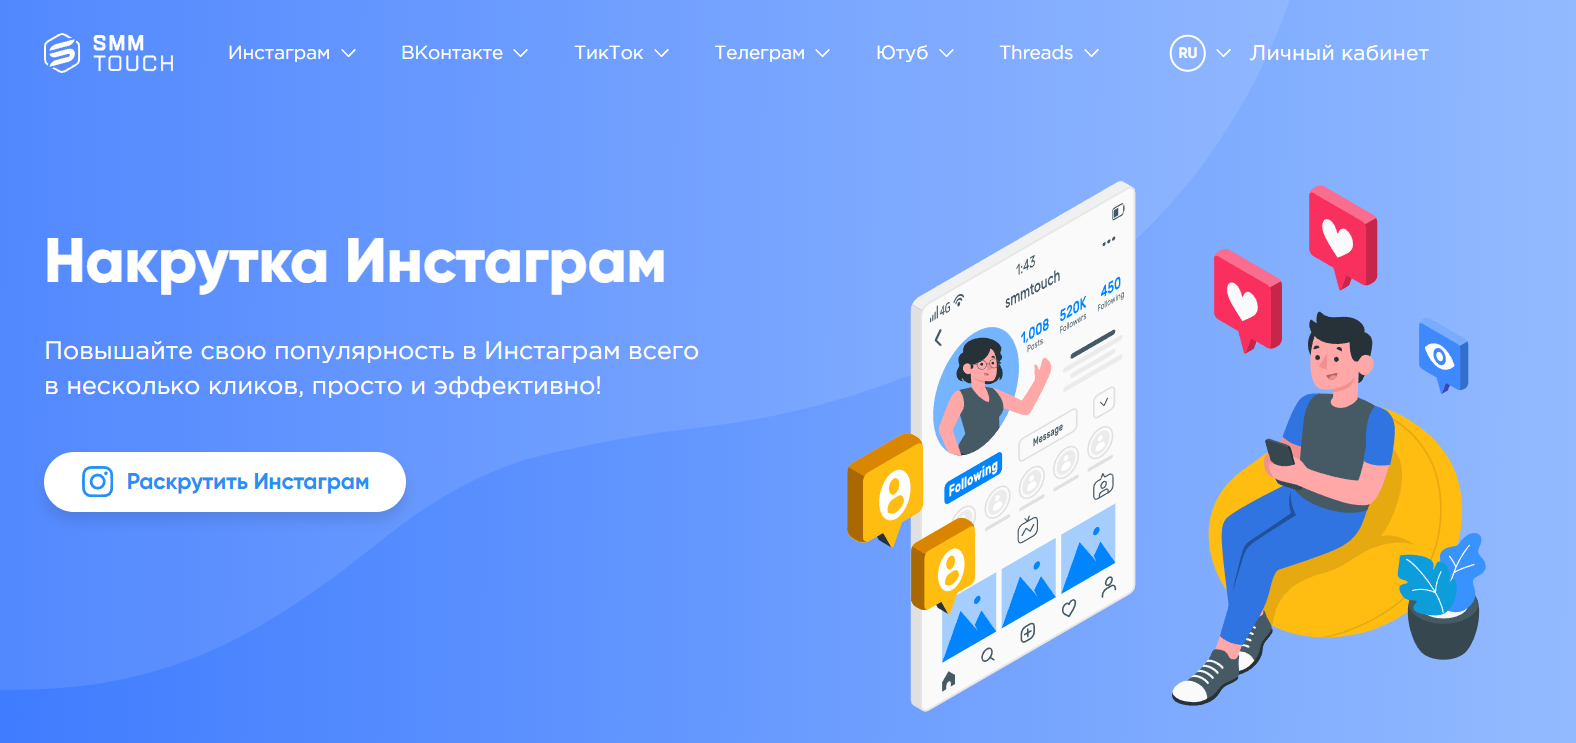 SMM
TOUCH
Инстаграм
ВКонтакте
ТикТок
Телеграм
Ютуб
Threads
RU
Личный кабинет
Накрутка Инстаграм
Повышайте свою популярность в Инстаграм всего
в несколько кликов, просто и эффективно!
Раскрутить Инстаграм
4G
1:43
smmtouch
1,008
Posts
520K
Followers
450
Following
Message
Following